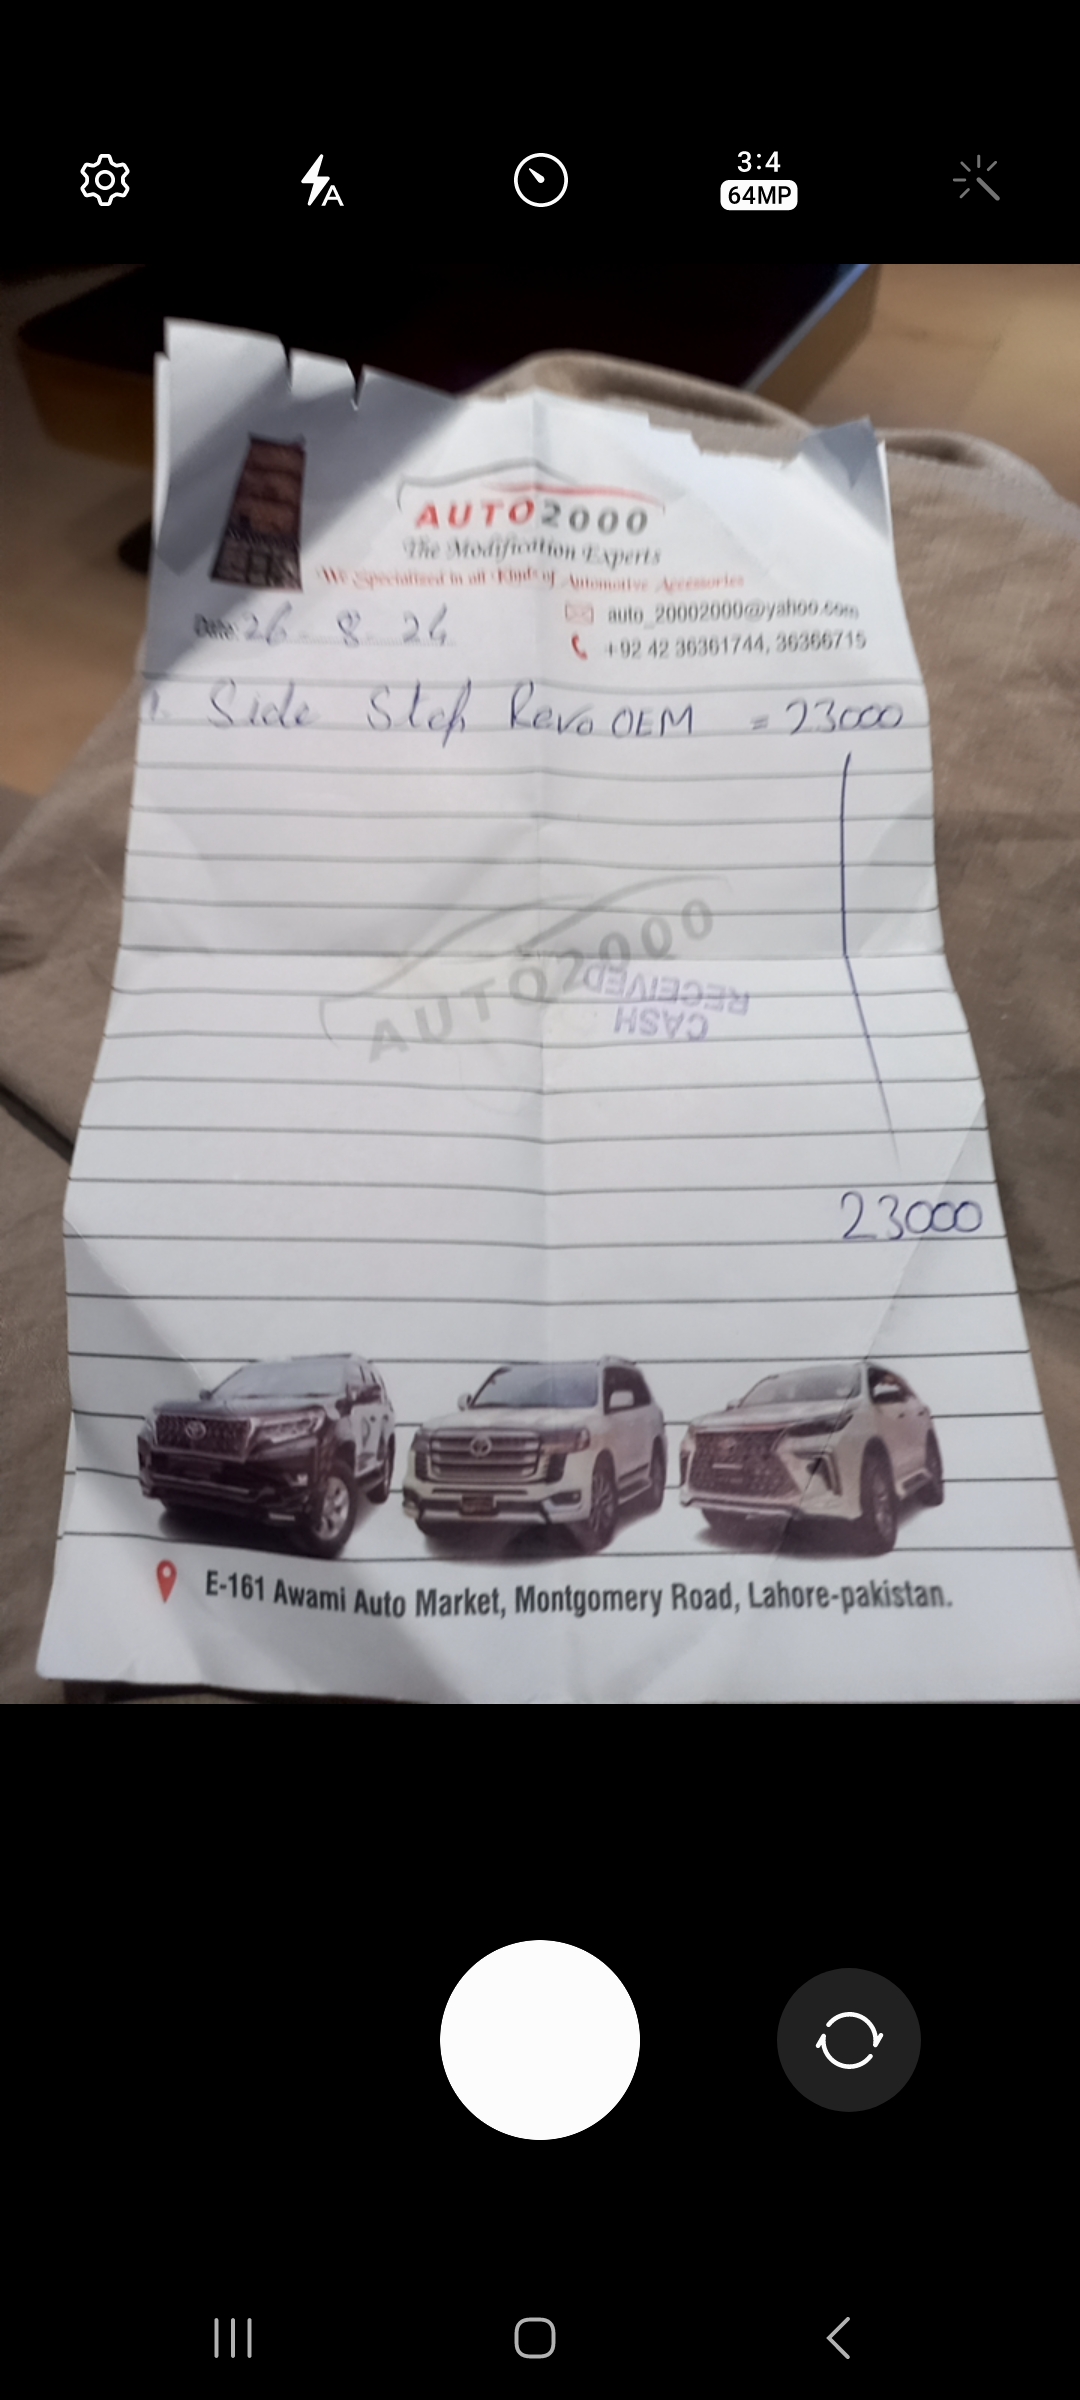 3:4
64MP
AUTO2000
The Modification Experts
We Specialised in all Kinds of Automotive Accessories
Date: 26-8-24
auto_20002000@yahoo.com
+92 42 36361744, 36366715
1. Side Step Revo OEM = 23000
AUTO2000
CASH
RECEIVED
23000
E-161 Awami Auto Market, Montgomery Road, Lahore-pakistan.